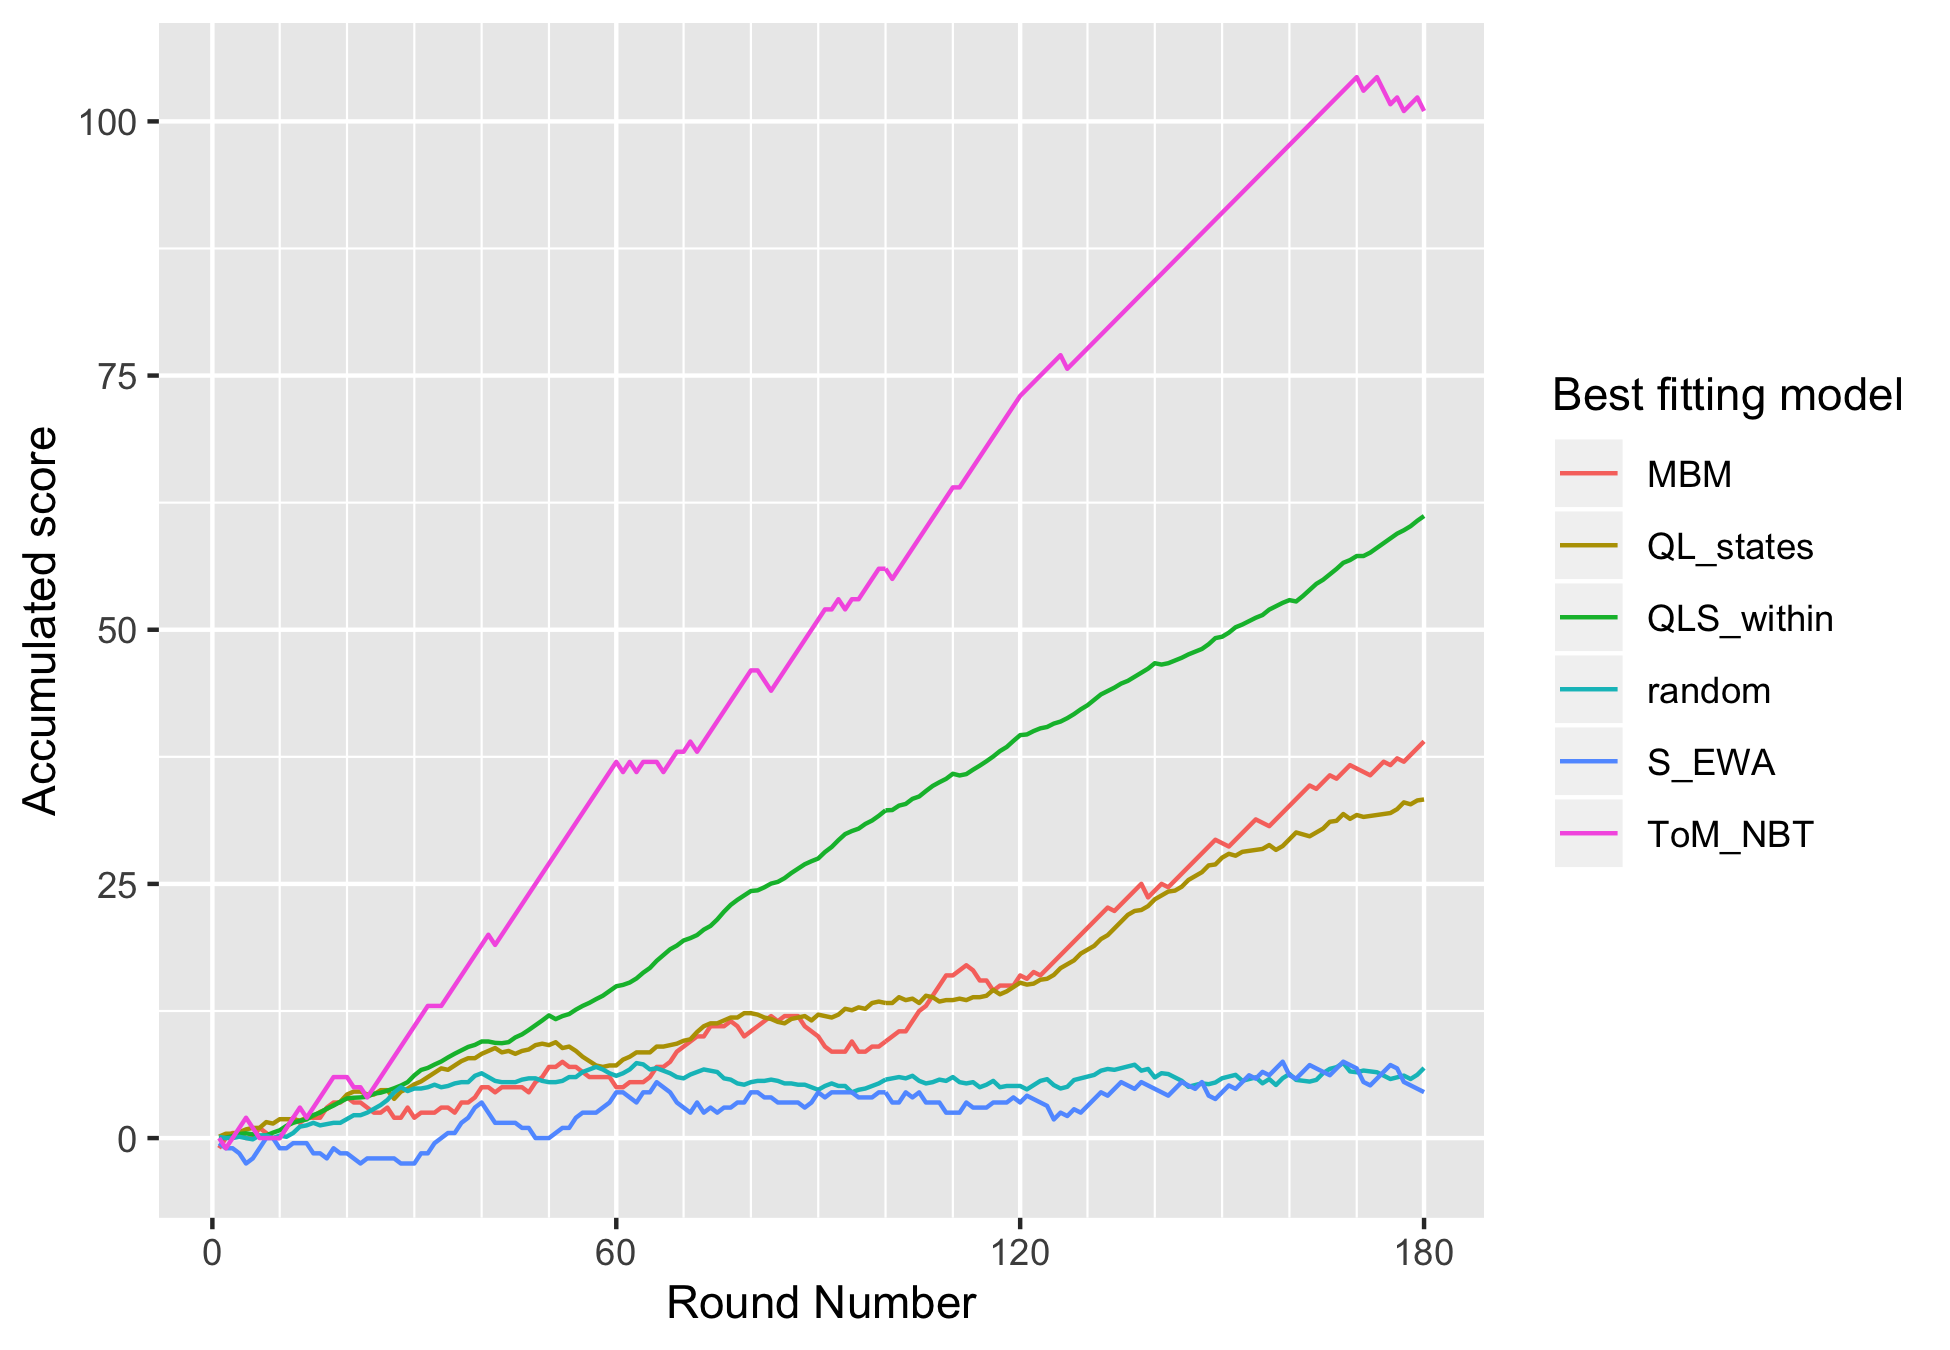 Accumulated score
100
75
50
25
0
0 60 120 180
Round Number
Best fitting model
MBM
QL_states
QLS_within
random
S_EWA
ToM_NBT